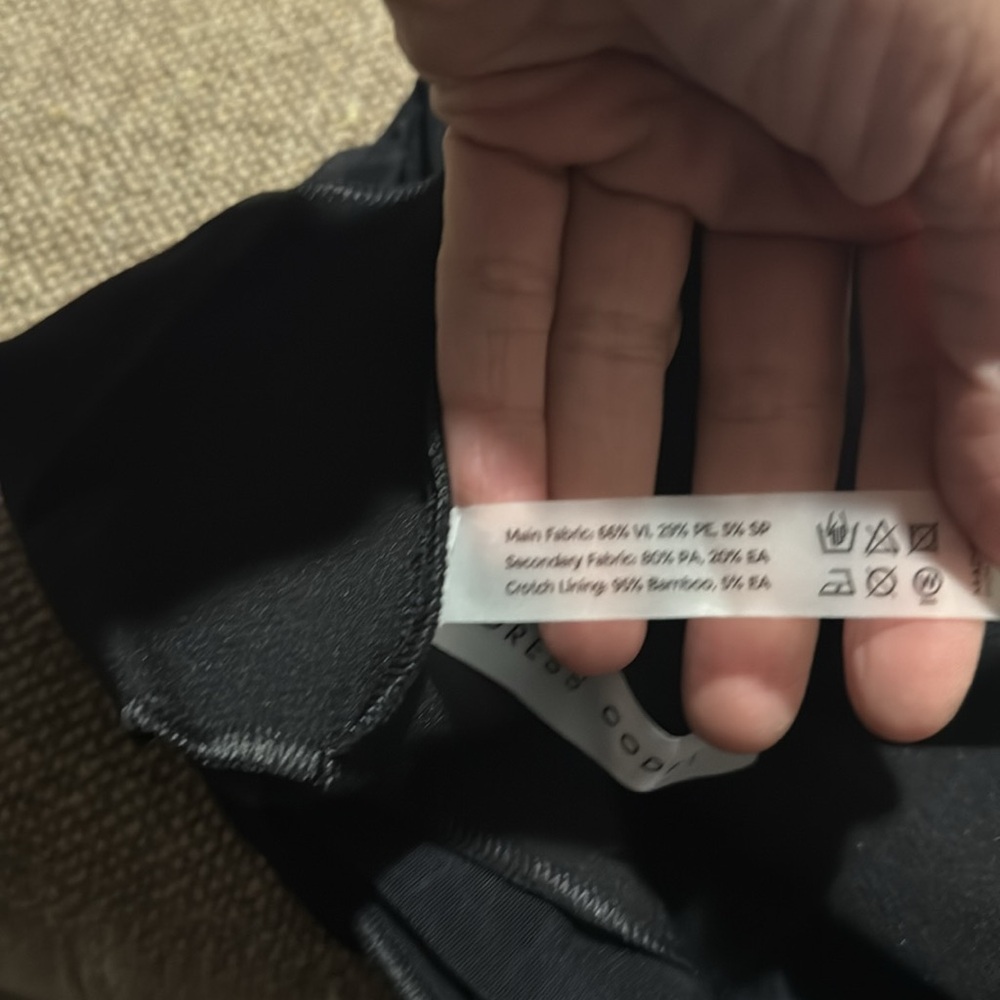 Main Fabric: 66% VI, 29% PE, 5% SP
Secondary Fabric: 80% PA, 20% EA
Crotch Lining: 95% Bamboo, 5% EA
W